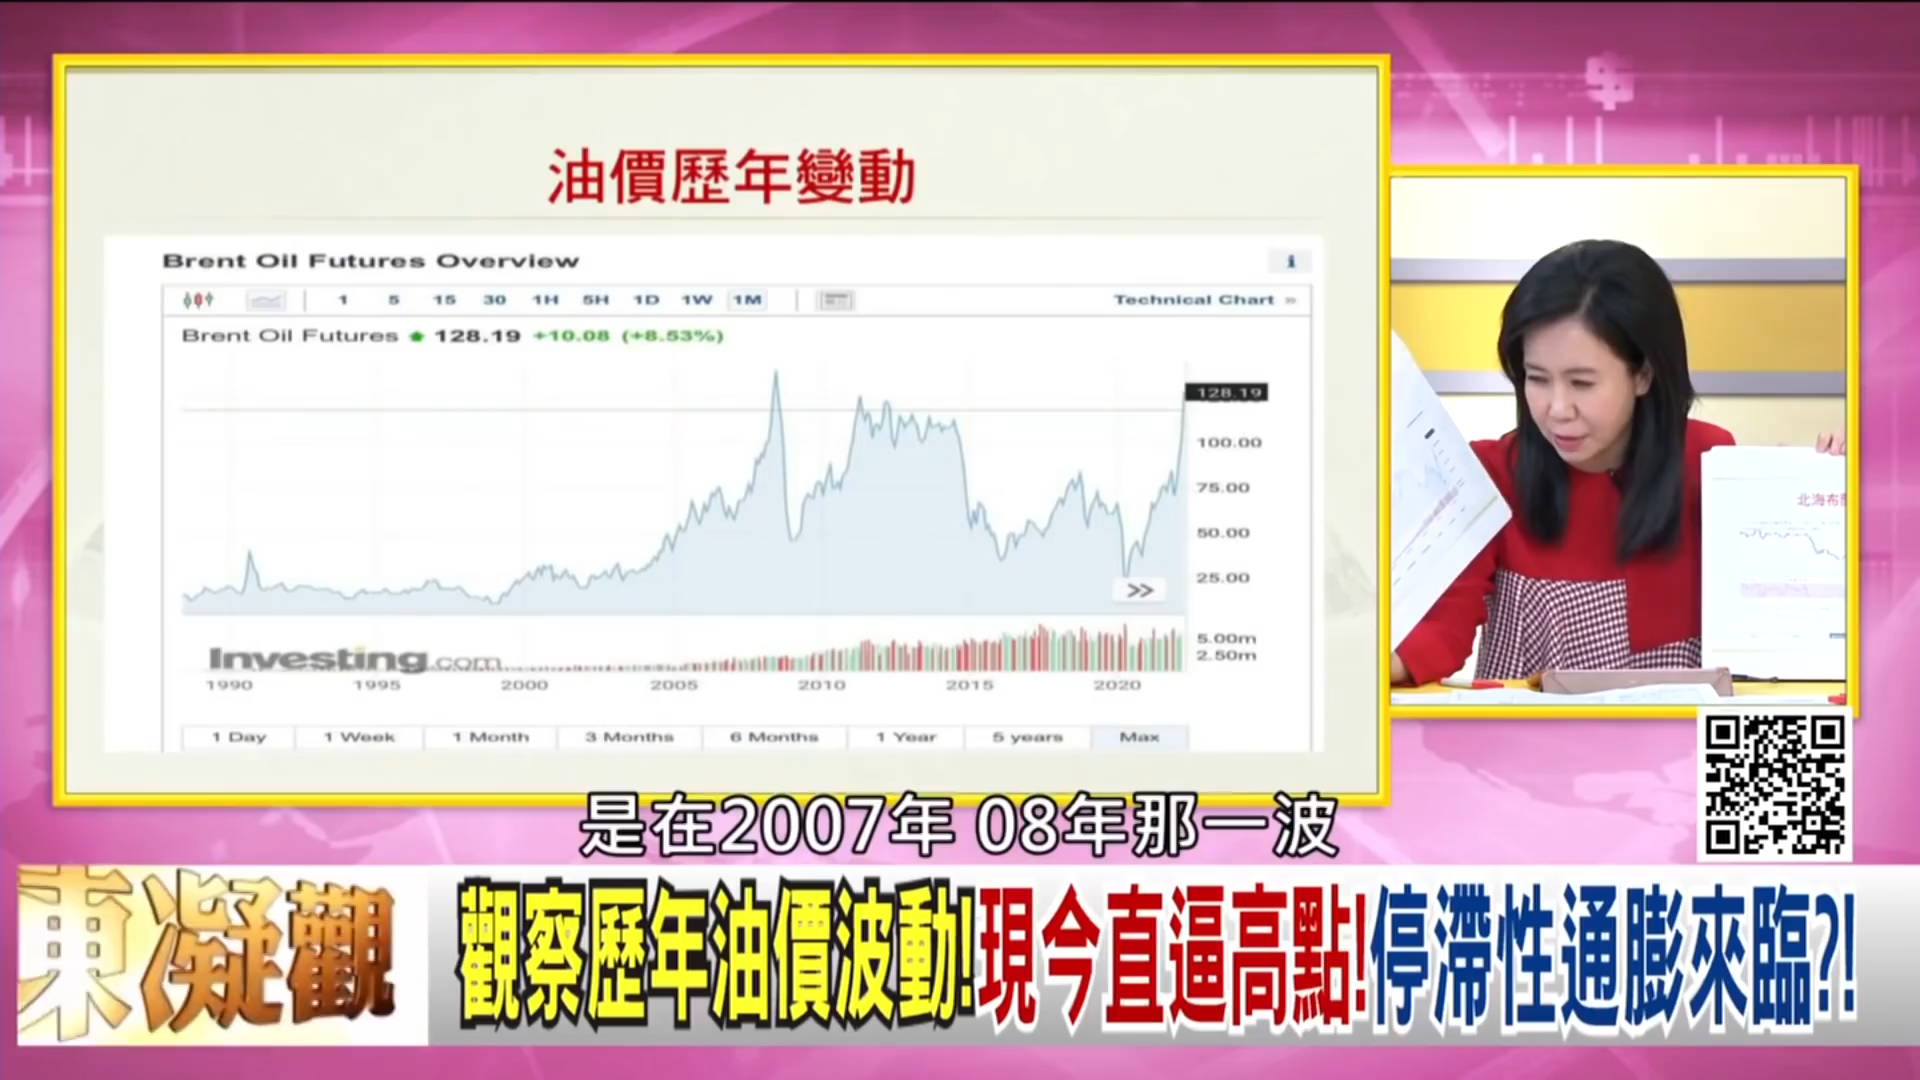 油價歷年變動
Brent Oil Futures Overview
1 5 15 30 1H 5H 1D 1W 1M Technical Chart »
Brent Oil Futures 128.19 +10.08 (+8.53%)
128.19
100.00
75.00
50.00
25.00
>>
5.00m
2.50m
Investing.com
1990 1995 2000 2005 2010 2015 2020
1 Day 1 Week 1 Month 3 Months 6 Months 1 Year 5 years Max
北海布
是在2007年 08年那一波
東凝觀
觀察歷年油價波動!現今直逼高點!停滯性通膨來臨?!